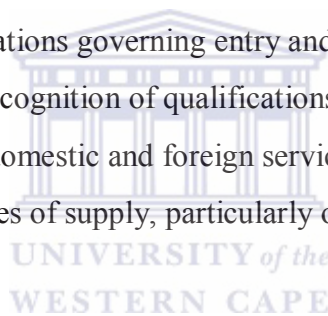 ations governing entry and
cognition of qualifications
omestic and foreign servic
es of supply, particularly o
UNIVERSITY of the
WESTERN CAPE